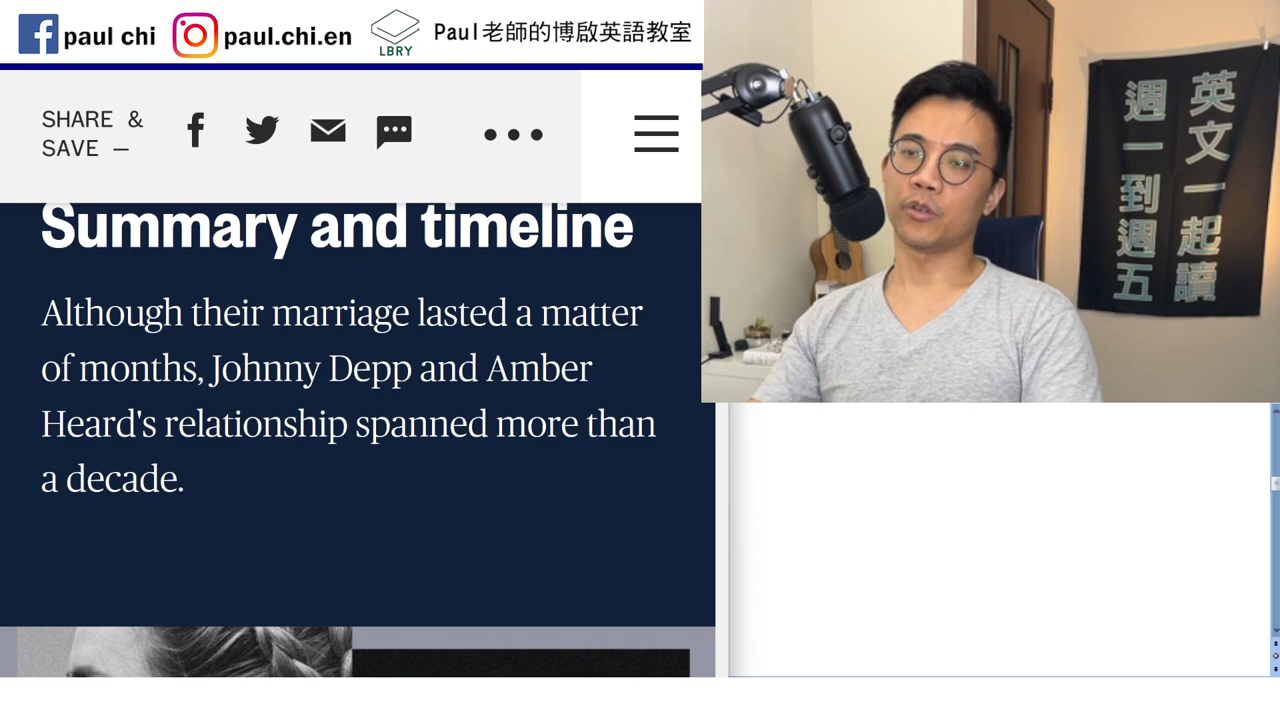 paul chi
paul.chi.en
LBRY
Paul老師的博啟英語教室
SHARE &
SAVE —
Summary and timeline
Although their marriage lasted a matter
of months, Johnny Depp and Amber
Heard's relationship spanned more than
a decade.
英文一起讀
週一到週五